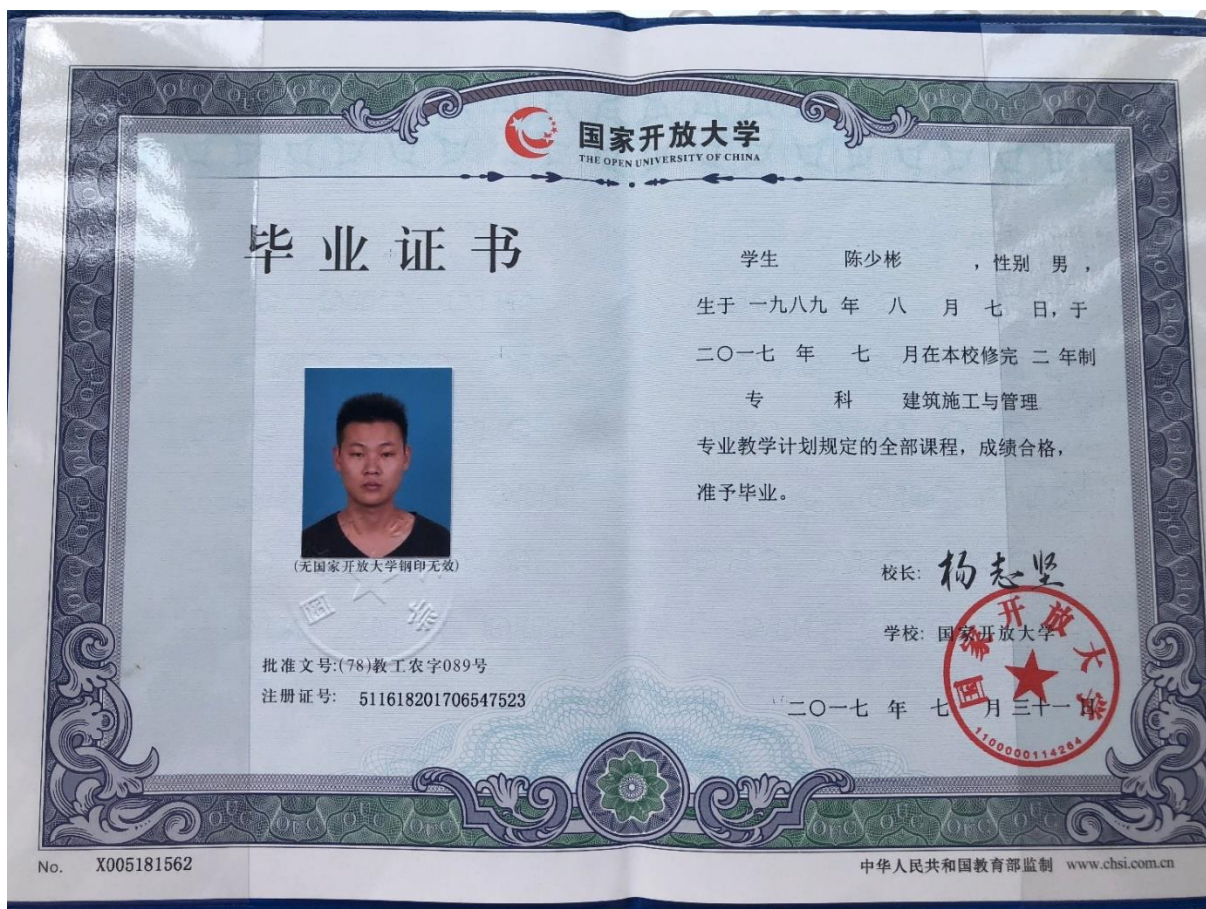 国家开放大学
THE OPEN UNIVERSITY OF CHINA
毕业证书
学生 陈少彬 ，性别 男，
生于 一九八九 年 八 月 七 日，于
二〇一七 年 七 月在本校修完 二 年制
专 科 建筑施工与管理
专业教学计划规定的全部课程，成绩合格，
准予毕业。
(无国家开放大学钢印无效)
校长: 杨志坚
学校: 国家开放大学
批准文号:(78)教工农字089号
注册证号: 511618201706547523
二〇一七 年 七 月 三十一 日
国家开放大学
1100000114264
No. X005181562
中华人民共和国教育部监制 www.chsi.com.cn